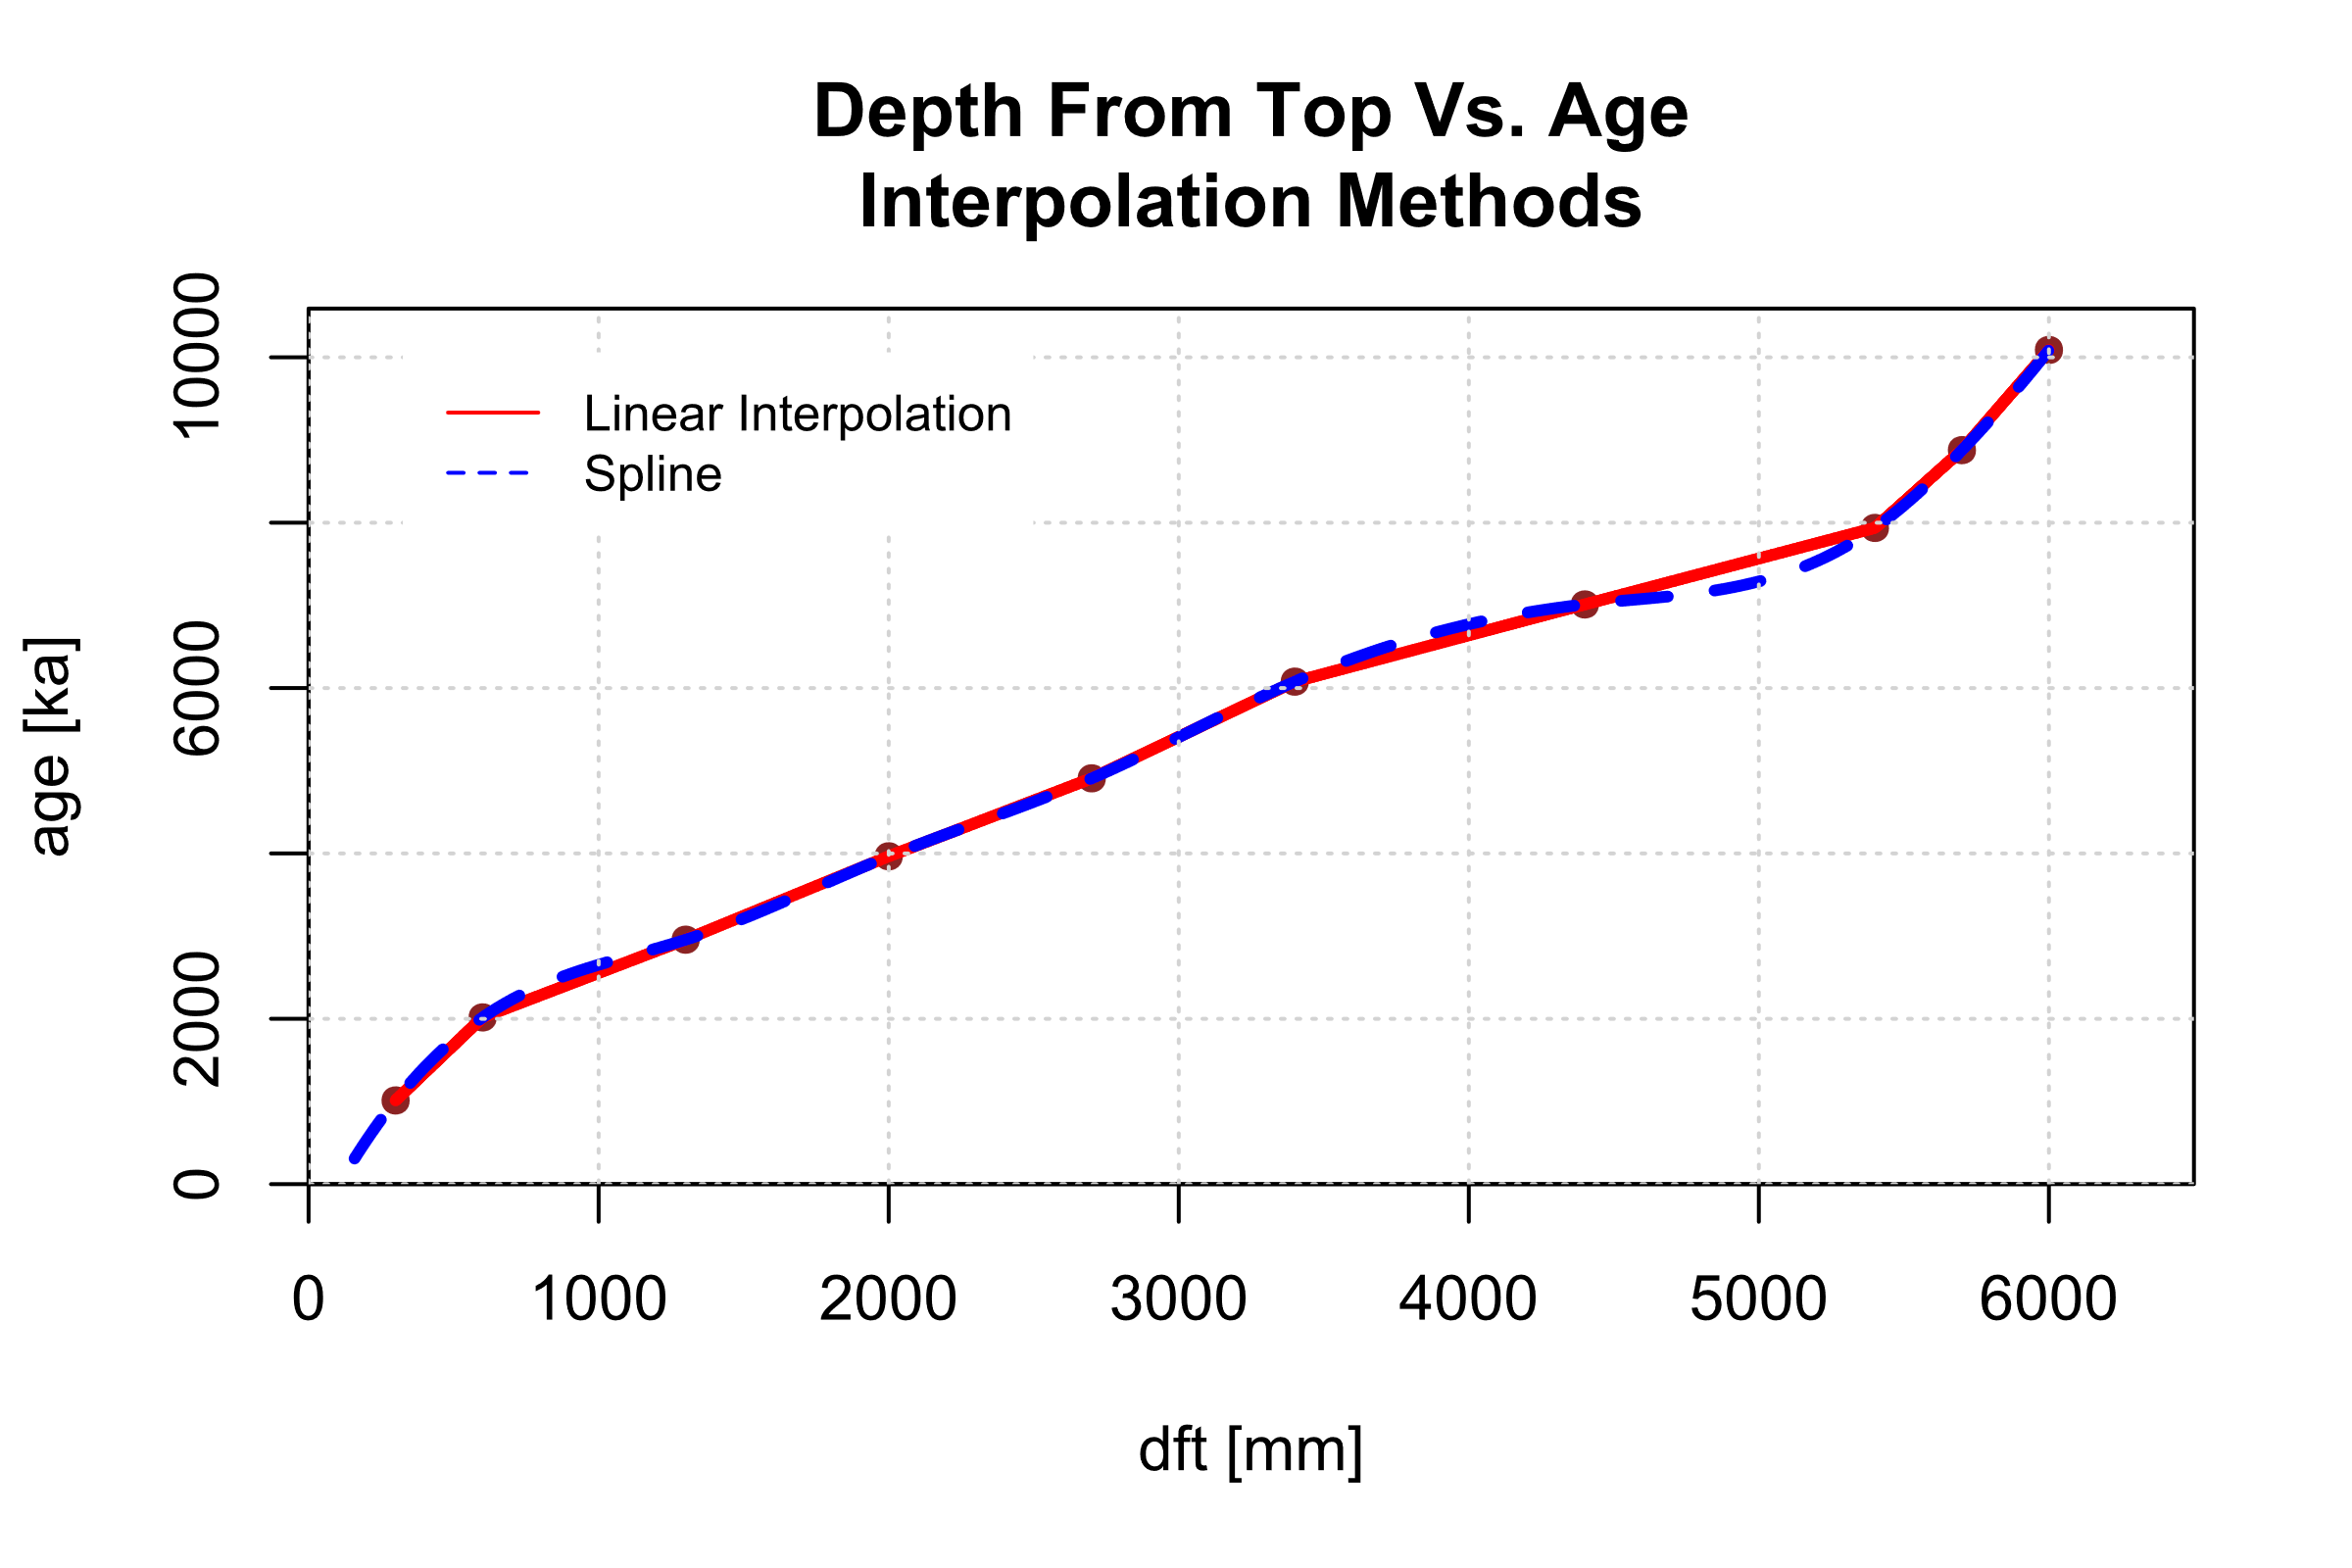 Depth From Top Vs. Age
Interpolation Methods
Linear Interpolation
Spline
age [ka]
0
2000
6000
10000
0 1000 2000 3000 4000 5000 6000
dft [mm]